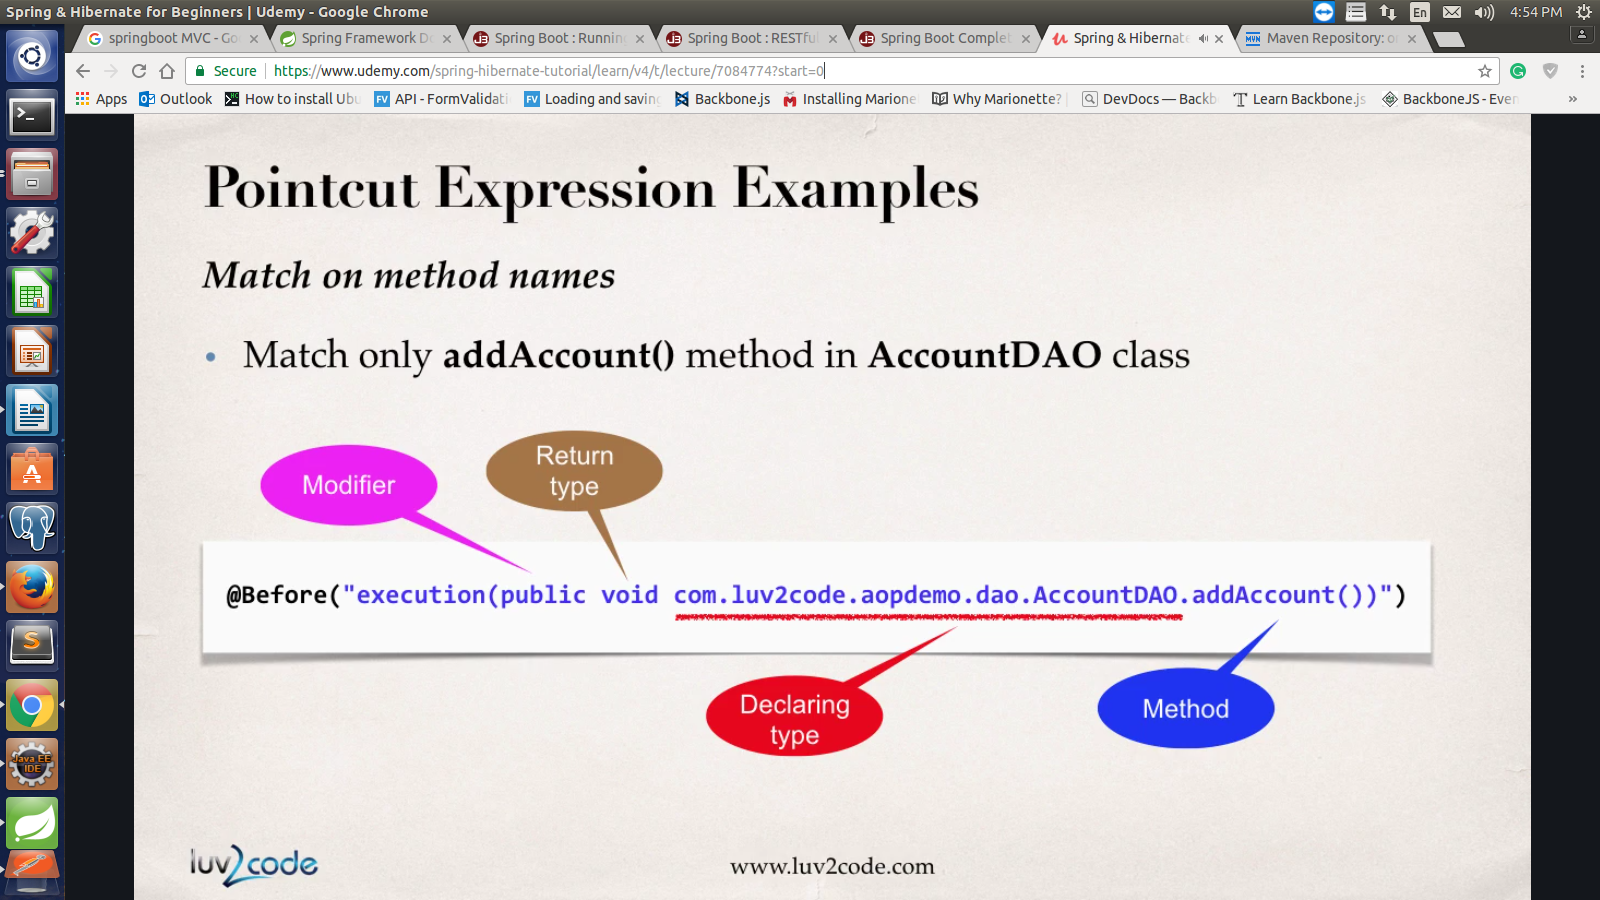 Spring & Hibernate for Beginners | Udemy - Google Chrome
En
4:54 PM
springboot MVC - Go
Spring Framework Do
Spring Boot : Runnin
Spring Boot : RESTfu
Spring Boot Complet
Spring & Hibernate
Maven Repository: o
Secure
https://www.udemy.com/spring-hibernate-tutorial/learn/v4/t/lecture/7084774?start=0
Apps
Outlook
How to install Ubu
API - FormValidati
Loading and saving
Backbone.js
Installing Marione
Why Marionette?
DevDocs — Backb
Learn Backbone.js
BackboneJS - Even
»
Pointcut Expression Examples
Match on method names
• Match only addAccount() method in AccountDAO class
Modifier
Return
type
@Before("execution(public void com.luv2code.aopdemo.dao.AccountDAO.addAccount())")
Declaring
type
Method
luv2code
www.luv2code.com
Java EE
IDE